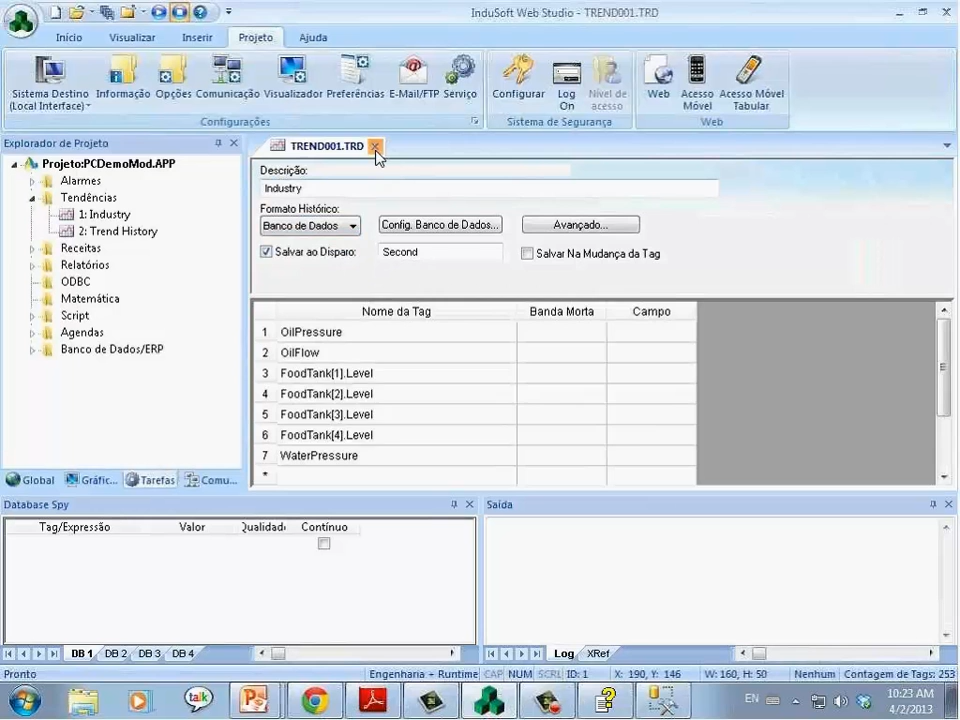 InduSoft Web Studio - TREND001.TRD
Início Visualizar Inserir Projeto Ajuda
Sistema Destino (Local Interface) Informação Opções Comunicação Visualizador Preferências E-Mail/FTP Serviço Configurar Log On Nível de acesso Web Acesso Móvel Acesso Móvel Tabular
Configurações Sistema de Segurança Web
Explorador de Projeto
TREND001.TRD
Projeto:PCDemoMod.APP
Alarmes
Tendências
1: Industry
2: Trend History
Receitas
Relatórios
ODBC
Matemática
Script
Agendas
Banco de Dados/ERP
Global Gráfic... Tarefas Comu...
Descrição:
Industry
Formato Histórico:
Banco de Dados Config. Banco de Dados... Avançado...
Salvar ao Disparo: Second Salvar Na Mudança da Tag
Nome da Tag Banda Morta Campo
1 OilPressure
2 OilFlow
3 FoodTank[1].Level
4 FoodTank[2].Level
5 FoodTank[3].Level
6 FoodTank[4].Level
7 WaterPressure
*
Database Spy
Tag/Expressão Valor Qualidad Contínuo
DB 1 DB 2 DB 3 DB 4
Saída
Log XRef
Pronto Engenharia + Runtime CAP NUM SCRL ID: 1 X: 190, Y: 146 W: 160, H: 50 Nenhum Contagem de Tags: 253
talk EN 10:23 AM
4/2/2013